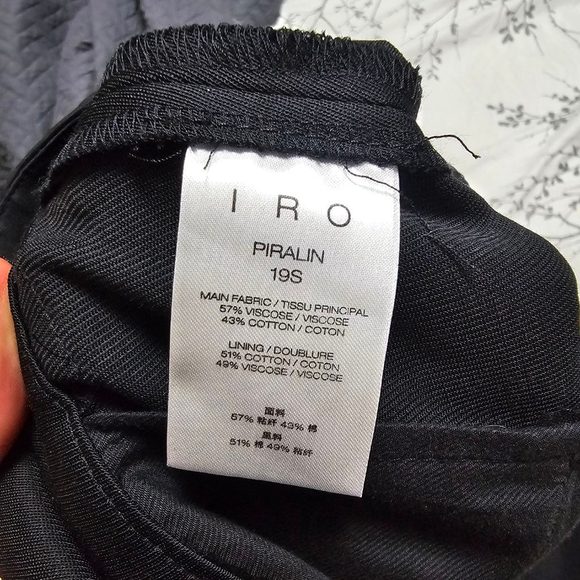 IRO
PIRALIN
19S
MAIN FABRIC / TISSU PRINCIPAL
57% VISCOSE / VISCOSE
43% COTTON / COTON
LINING / DOUBLURE
51% COTTON / COTON
49% VISCOSE / VISCOSE
面料
57% 粘纤 43% 棉
里料
51% 棉 49% 粘纤